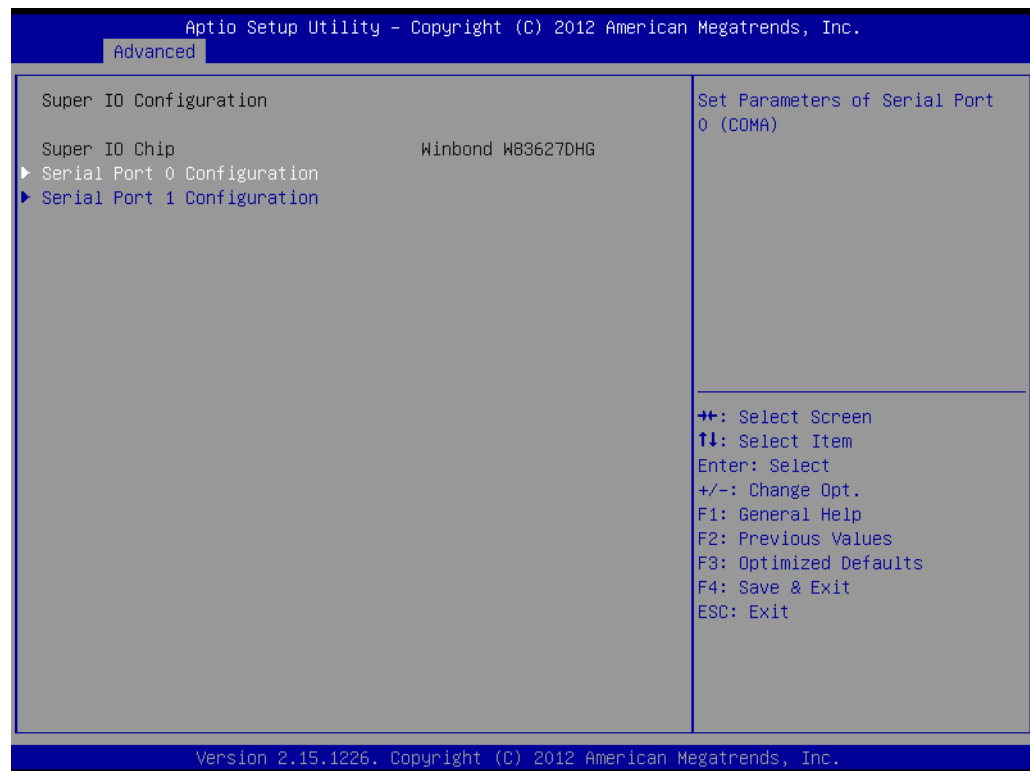 Aptio Setup Utility – Copyright (C) 2012 American Megatrends, Inc.
Advanced
Super IO Configuration
Super IO Chip Winbond W83627DHG
▶ Serial Port 0 Configuration
▶ Serial Port 1 Configuration
Set Parameters of Serial Port
0 (COMA)
→←: Select Screen
↑↓: Select Item
Enter: Select
+/-: Change Opt.
F1: General Help
F2: Previous Values
F3: Optimized Defaults
F4: Save & Exit
ESC: Exit
Version 2.15.1226. Copyright (C) 2012 American Megatrends, Inc.